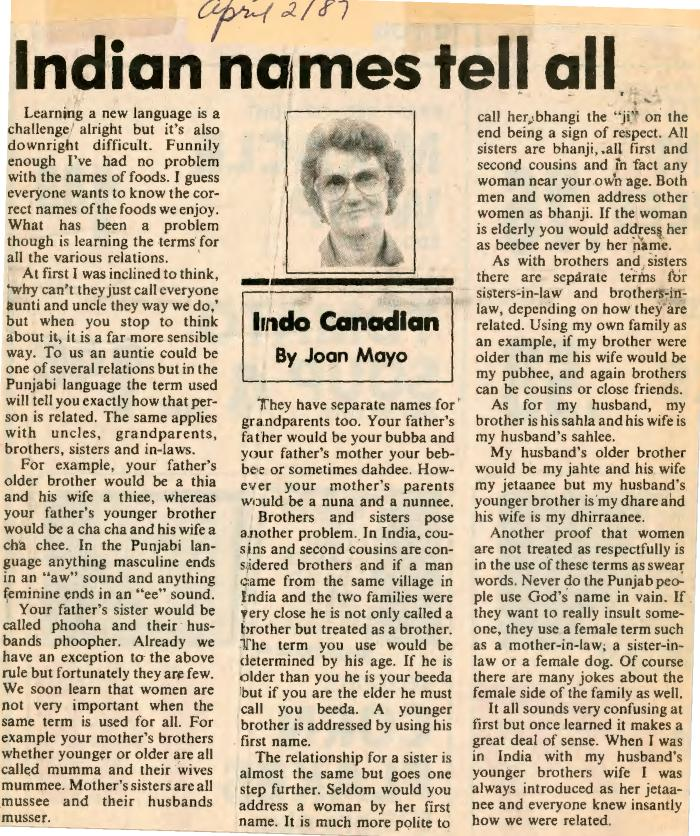 April 2/87
Indian names tell all
Learning a new language is a
challenge alright but it's also
downright difficult. Funnily
enough I've had no problem
with the names of foods. I guess
everyone wants to know the cor-
rect names of the foods we enjoy.
What has been a problem
though is learning the terms for
all the various relations.
At first I was inclined to think,
'why can't they just call everyone
aunti and uncle they way we do,'
but when you stop to think
about it, it is a far more sensible
way. To us an auntie could be
one of several relations but in the
Punjabi language the term used
will tell you exactly how that per-
son is related. The same applies
with uncles, grandparents,
brothers, sisters and in-laws.
For example, your father's
older brother would be a thia
and his wife a thiee, whereas
your father's younger brother
would be a cha cha and his wife a
cha chee. In the Punjabi lan-
guage anything masculine ends
in an "aw" sound and anything
feminine ends in an "ee" sound.
Your father's sister would be
called phooha and their hus-
bands phoopher. Already we
have an exception to the above
rule but fortunately they are few.
We soon learn that women are
not very important when the
same term is used for all. For
example your mother's brothers
whether younger or older are all
called mumma and their wives
mummee. Mother's sisters are all
mussee and their husbands
musser.
Indo Canadian
By Joan Mayo
They have separate names for
grandparents too. Your father's
father would be your bubba and
your father's mother your beb-
bee or sometimes dahdee. How-
ever your mother's parents
would be a nuna and a nunnee.
Brothers and sisters pose
another problem. In India, cou-
sins and second cousins are con-
sidered brothers and if a man
came from the same village in
India and the two families were
very close he is not only called a
brother but treated as a brother.
The term you use would be
determined by his age. If he is
older than you he is your beeda
but if you are the elder he must
call you beeda. A younger
brother is addressed by using his
first name.
The relationship for a sister is
almost the same but goes one
step further. Seldom would you
address a woman by her first
name. It is much more polite to
call her bhangi the "ji" on the
end being a sign of respect. All
sisters are bhanji, all first and
second cousins and in fact any
woman near your own age. Both
men and women address other
women as bhanji. If the woman
is elderly you would address her
as beebee never by her name.
As with brothers and sisters
there are separate terms for
sisters-in-law and brothers-in-
law, depending on how they are
related. Using my own family as
an example, if my brother were
older than me his wife would be
my pubhee, and again brothers
can be cousins or close friends.
As for my husband, my
brother is his sahla and his wife is
my husband's sahlee.
My husband's older brother
would be my jahte and his wife
my jetaanee but my husband's
younger brother is my dhare and
his wife is my dhirraanee.
Another proof that women
are not treated as respectfully is
in the use of these terms as swear
words. Never do the Punjab peo-
ple use God's name in vain. If
they want to really insult some-
one, they use a female term such
as a mother-in-law, a sister-in-
law or a female dog. Of course
there are many jokes about the
female side of the family as well.
It all sounds very confusing at
first but once learned it makes a
great deal of sense. When I was
in India with my husband's
younger brothers wife I was
always introduced as her jetaa-
nee and everyone knew insantly
how we were related.